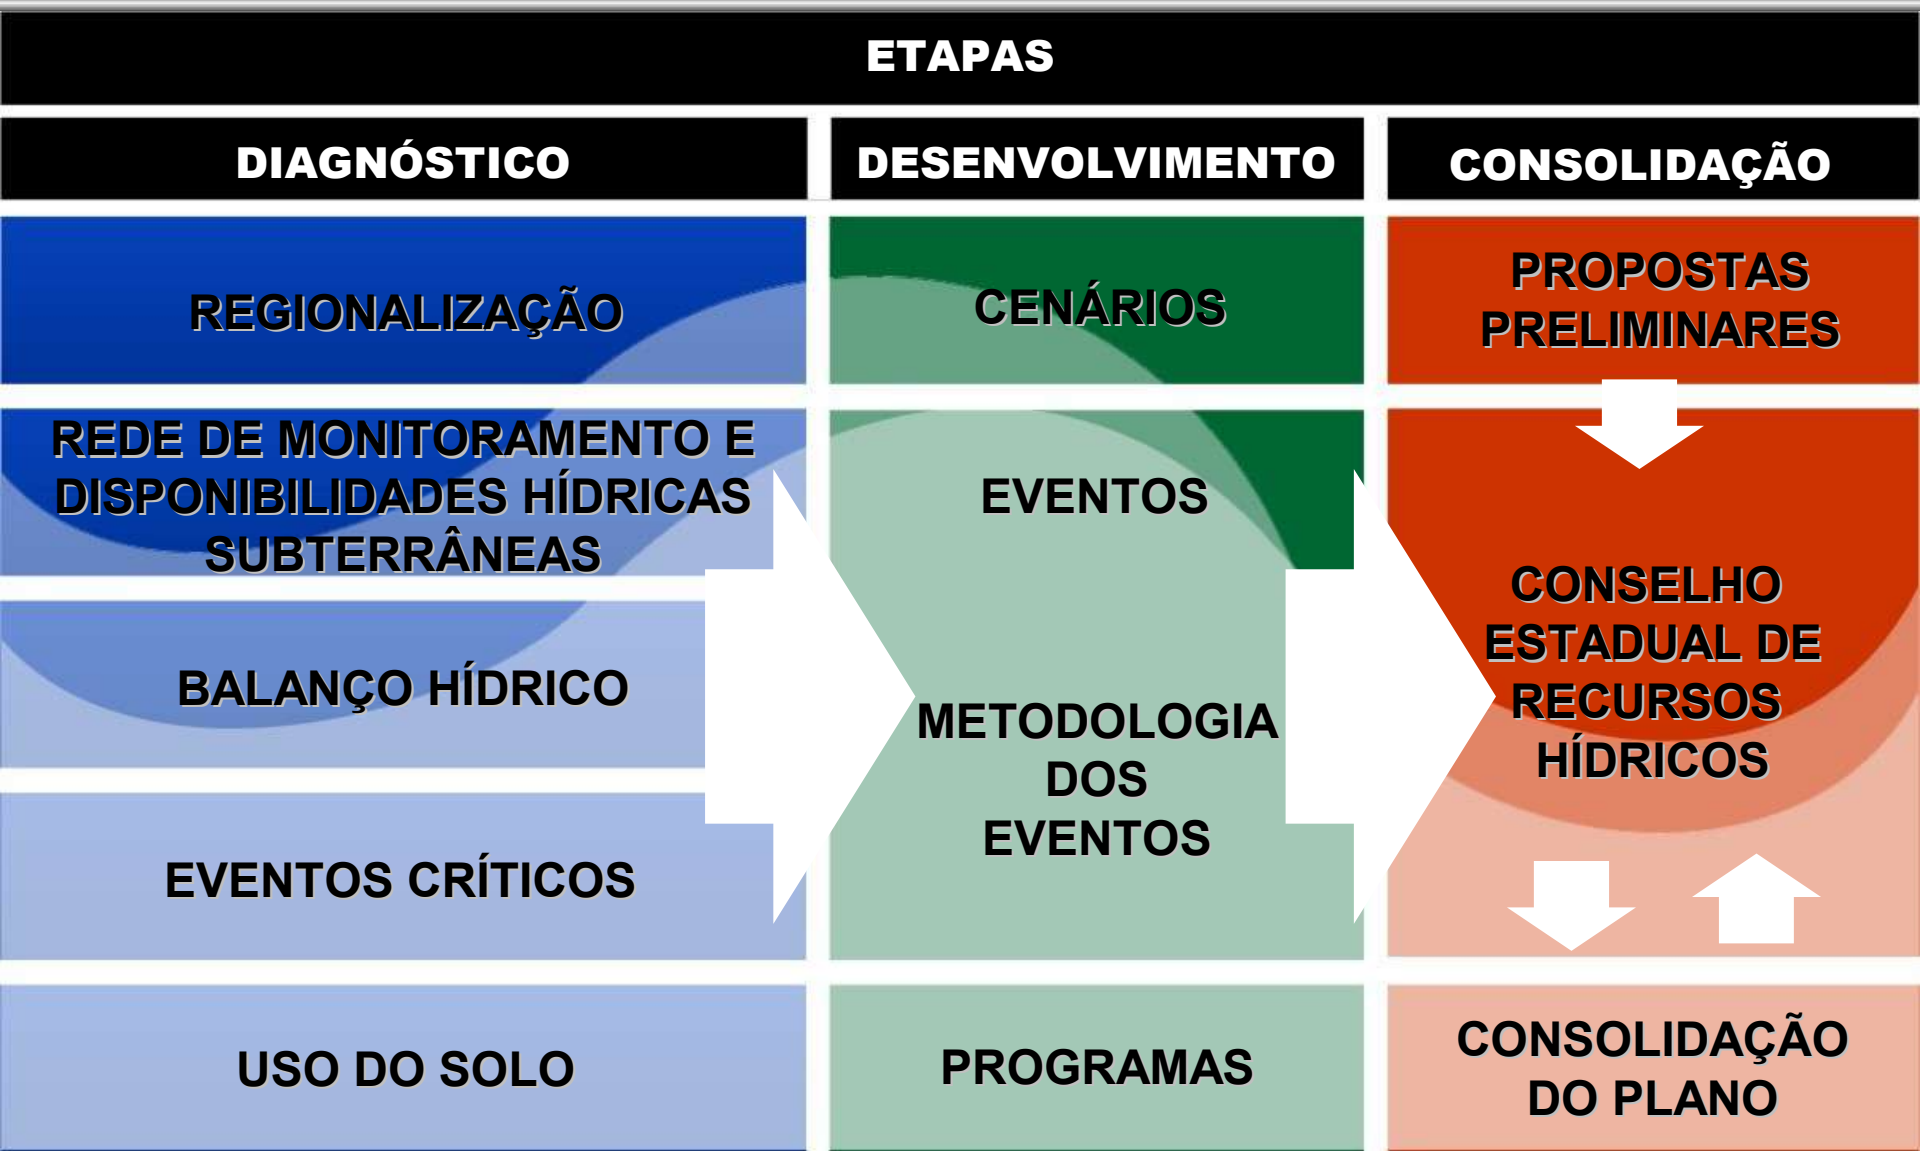 ETAPAS
DIAGNÓSTICO
DESENVOLVIMENTO
CONSOLIDAÇÃO
REGIONALIZAÇÃO
REDE DE MONITORAMENTO E
DISPONIBILIDADES HÍDRICAS
SUBTERRÂNEAS
BALANÇO HÍDRICO
EVENTOS CRÍTICOS
USO DO SOLO
CENÁRIOS
EVENTOS
METODOLOGIA
DOS
EVENTOS
PROGRAMAS
PROPOSTAS
PRELIMINARES
CONSELHO
ESTADUAL DE
RECURSOS
HÍDRICOS
CONSOLIDAÇÃO
DO PLANO